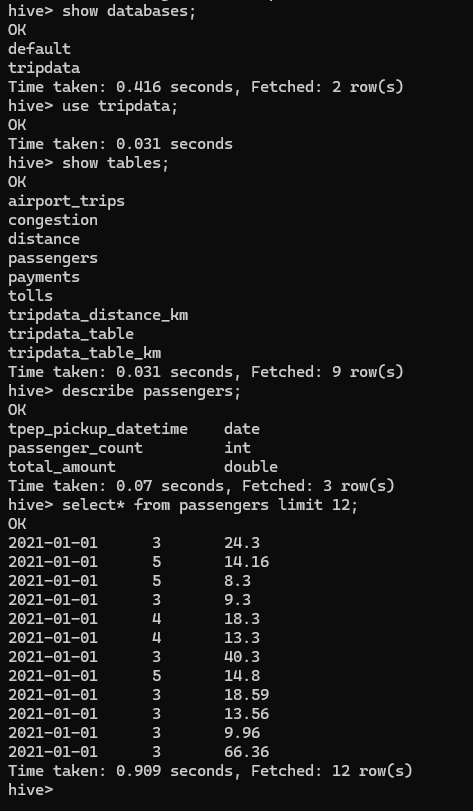 hive> show databases;
OK
default
tripdata
Time taken: 0.416 seconds, Fetched: 2 row(s)
hive> use tripdata;
OK
Time taken: 0.031 seconds
hive> show tables;
OK
airport_trips
congestion
distance
passengers
payments
tolls
tripdata_distance_km
tripdata_table
tripdata_table_km
Time taken: 0.031 seconds, Fetched: 9 row(s)
hive> describe passengers;
OK
tpep_pickup_datetime    date
passenger_count         int
total_amount            double
Time taken: 0.07 seconds, Fetched: 3 row(s)
hive> select* from passengers limit 12;
OK
2021-01-01      3       24.3
2021-01-01      5       14.16
2021-01-01      5       8.3
2021-01-01      3       9.3
2021-01-01      4       18.3
2021-01-01      4       13.3
2021-01-01      3       40.3
2021-01-01      5       14.8
2021-01-01      3       18.59
2021-01-01      3       13.56
2021-01-01      3       9.96
2021-01-01      3       66.36
Time taken: 0.909 seconds, Fetched: 12 row(s)
hive>